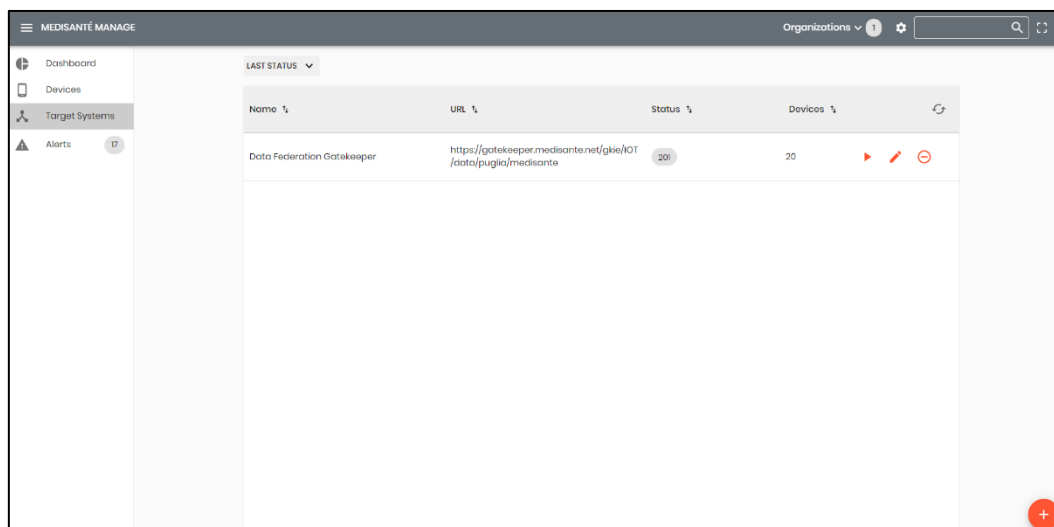 MEDISANTÉ MANAGE
Organizations 1
Dashboard
Devices
Target Systems
Alerts 17
LAST STATUS
Name URL Status Devices
Data Federation Gatekeeper
https://gatekeeper.medisante.net/gkie/IOT
/data/puglia/medisante
201
20